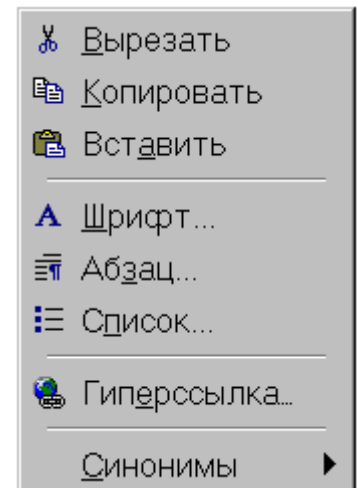 Вырезать
Копировать
Вставить
Шрифт...
Абзац...
Список...
Гиперссылка...
Синонимы